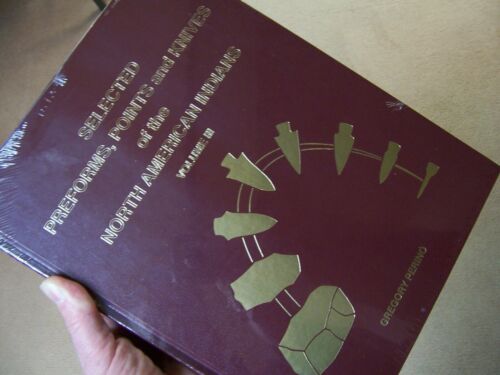 SELECTED
PREFORMS, POINTS and KNIVES
of the
NORTH AMERICAN INDIANS
VOLUME III
GREGORY PERINO